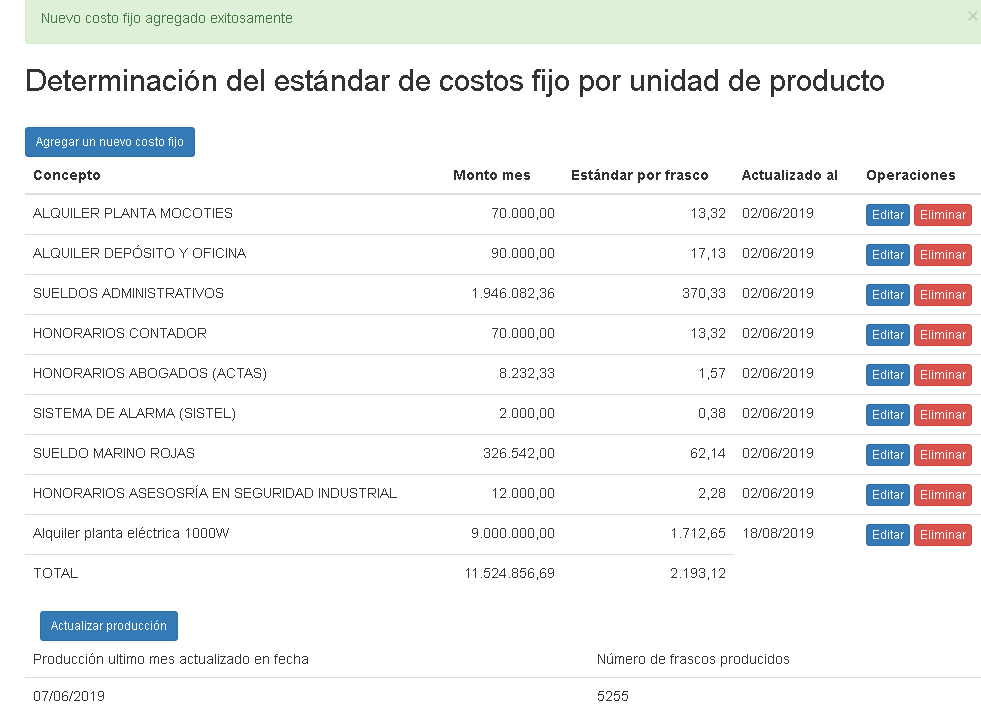 Nuevo costo fijo agregado exitosamente ×
Determinación del estándar de costos fijo por unidad de producto
Agregar un nuevo costo fijo
Concepto Monto mes Estándar por frasco Actualizado al Operaciones
ALQUILER PLANTA MOCOTIES 70.000,00 13,32 02/06/2019 Editar Eliminar
ALQUILER DEPÓSITO Y OFICINA 90.000,00 17,13 02/06/2019 Editar Eliminar
SUELDOS ADMINISTRATIVOS 1.946.082,36 370,33 02/06/2019 Editar Eliminar
HONORARIOS CONTADOR 70.000,00 13,32 02/06/2019 Editar Eliminar
HONORARIOS ABOGADOS (ACTAS) 8.232,33 1,57 02/06/2019 Editar Eliminar
SISTEMA DE ALARMA (SISTEL) 2.000,00 0,38 02/06/2019 Editar Eliminar
SUELDO MARINO ROJAS 326.542,00 62,14 02/06/2019 Editar Eliminar
HONORARIOS ASESOSRÍA EN SEGURIDAD INDUSTRIAL 12.000,00 2,28 02/06/2019 Editar Eliminar
Alquiler planta eléctrica 1000W 9.000.000,00 1.712,65 18/08/2019 Editar Eliminar
TOTAL 11.524.856,69 2.193,12
Actualizar producción
Producción ultimo mes actualizado en fecha Número de frascos producidos
07/06/2019 5255